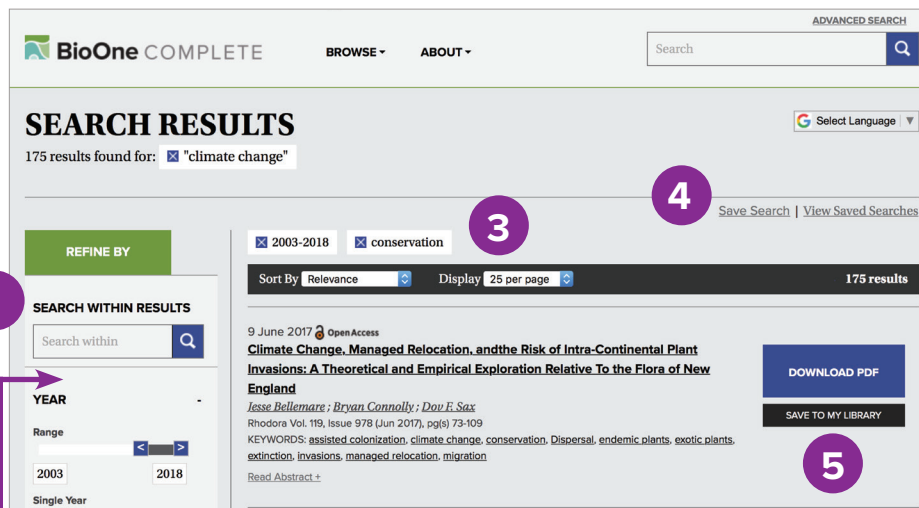 ADVANCED SEARCH
BioOne COMPLETE
BROWSE
ABOUT
Search
SEARCH RESULTS
G Select Language
175 results found for: "climate change"
4
Save Search | View Saved Searches
3
REFINE BY
2003-2018
conservation
Sort By Relevance
Display 25 per page
175 results
SEARCH WITHIN RESULTS
Search within
YEAR -
Range
< >
2003 2018
Single Year
9 June 2017 Open Access
Climate Change, Managed Relocation, andthe Risk of Intra-Continental Plant
Invasions: A Theoretical and Empirical Exploration Relative To the Flora of New
England
Jesse Bellemare ; Bryan Connolly ; Dov F. Sax
Rhodora Vol. 119, Issue 978 (Jun 2017), pg(s) 73-109
KEYWORDS: assisted colonization, climate change, conservation, Dispersal, endemic plants, exotic plants,
extinction, invasions, managed relocation, migration
Read Abstract +
DOWNLOAD PDF
SAVE TO MY LIBRARY
5